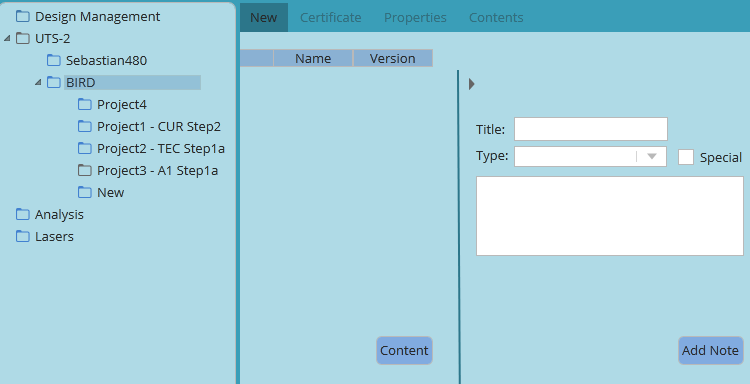 Design Management
UTS-2
Sebastian480
BIRD
Project4
Project1 - CUR Step2
Project2 - TEC Step1a
Project3 - A1 Step1a
New
Analysis
Lasers
New Certificate Properties Contents
Name Version
Title:
Type: Special
Content
Add Note